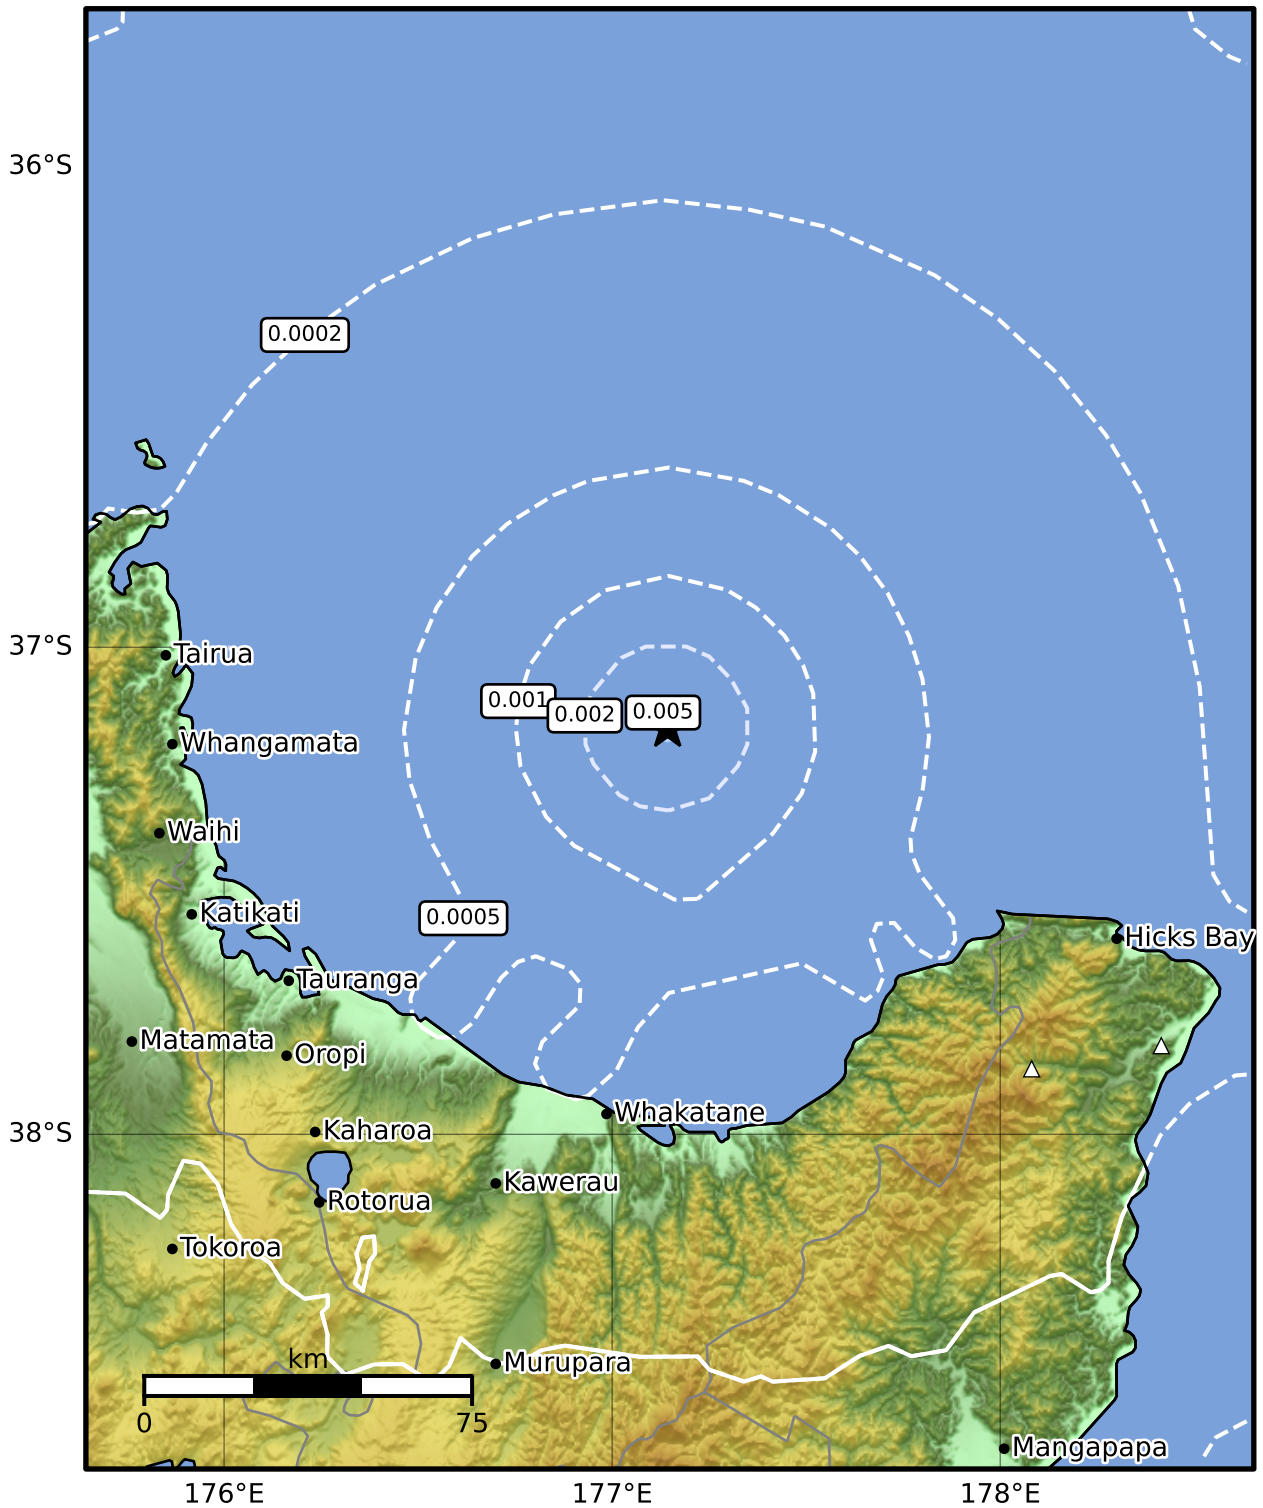 36°S
0.0002
37°S
Tairua
0.001
0.002
0.005
Whangamata
Waihi
Katikati
0.0005
Hicks Bay
Tauranga
Matamata
Oropi
Whakatane
38°S
Kaharoa
Kawerau
Rotorua
Tokoroa
km
Murupara
0
75
Mangapapa
176°E
177°E
178°E